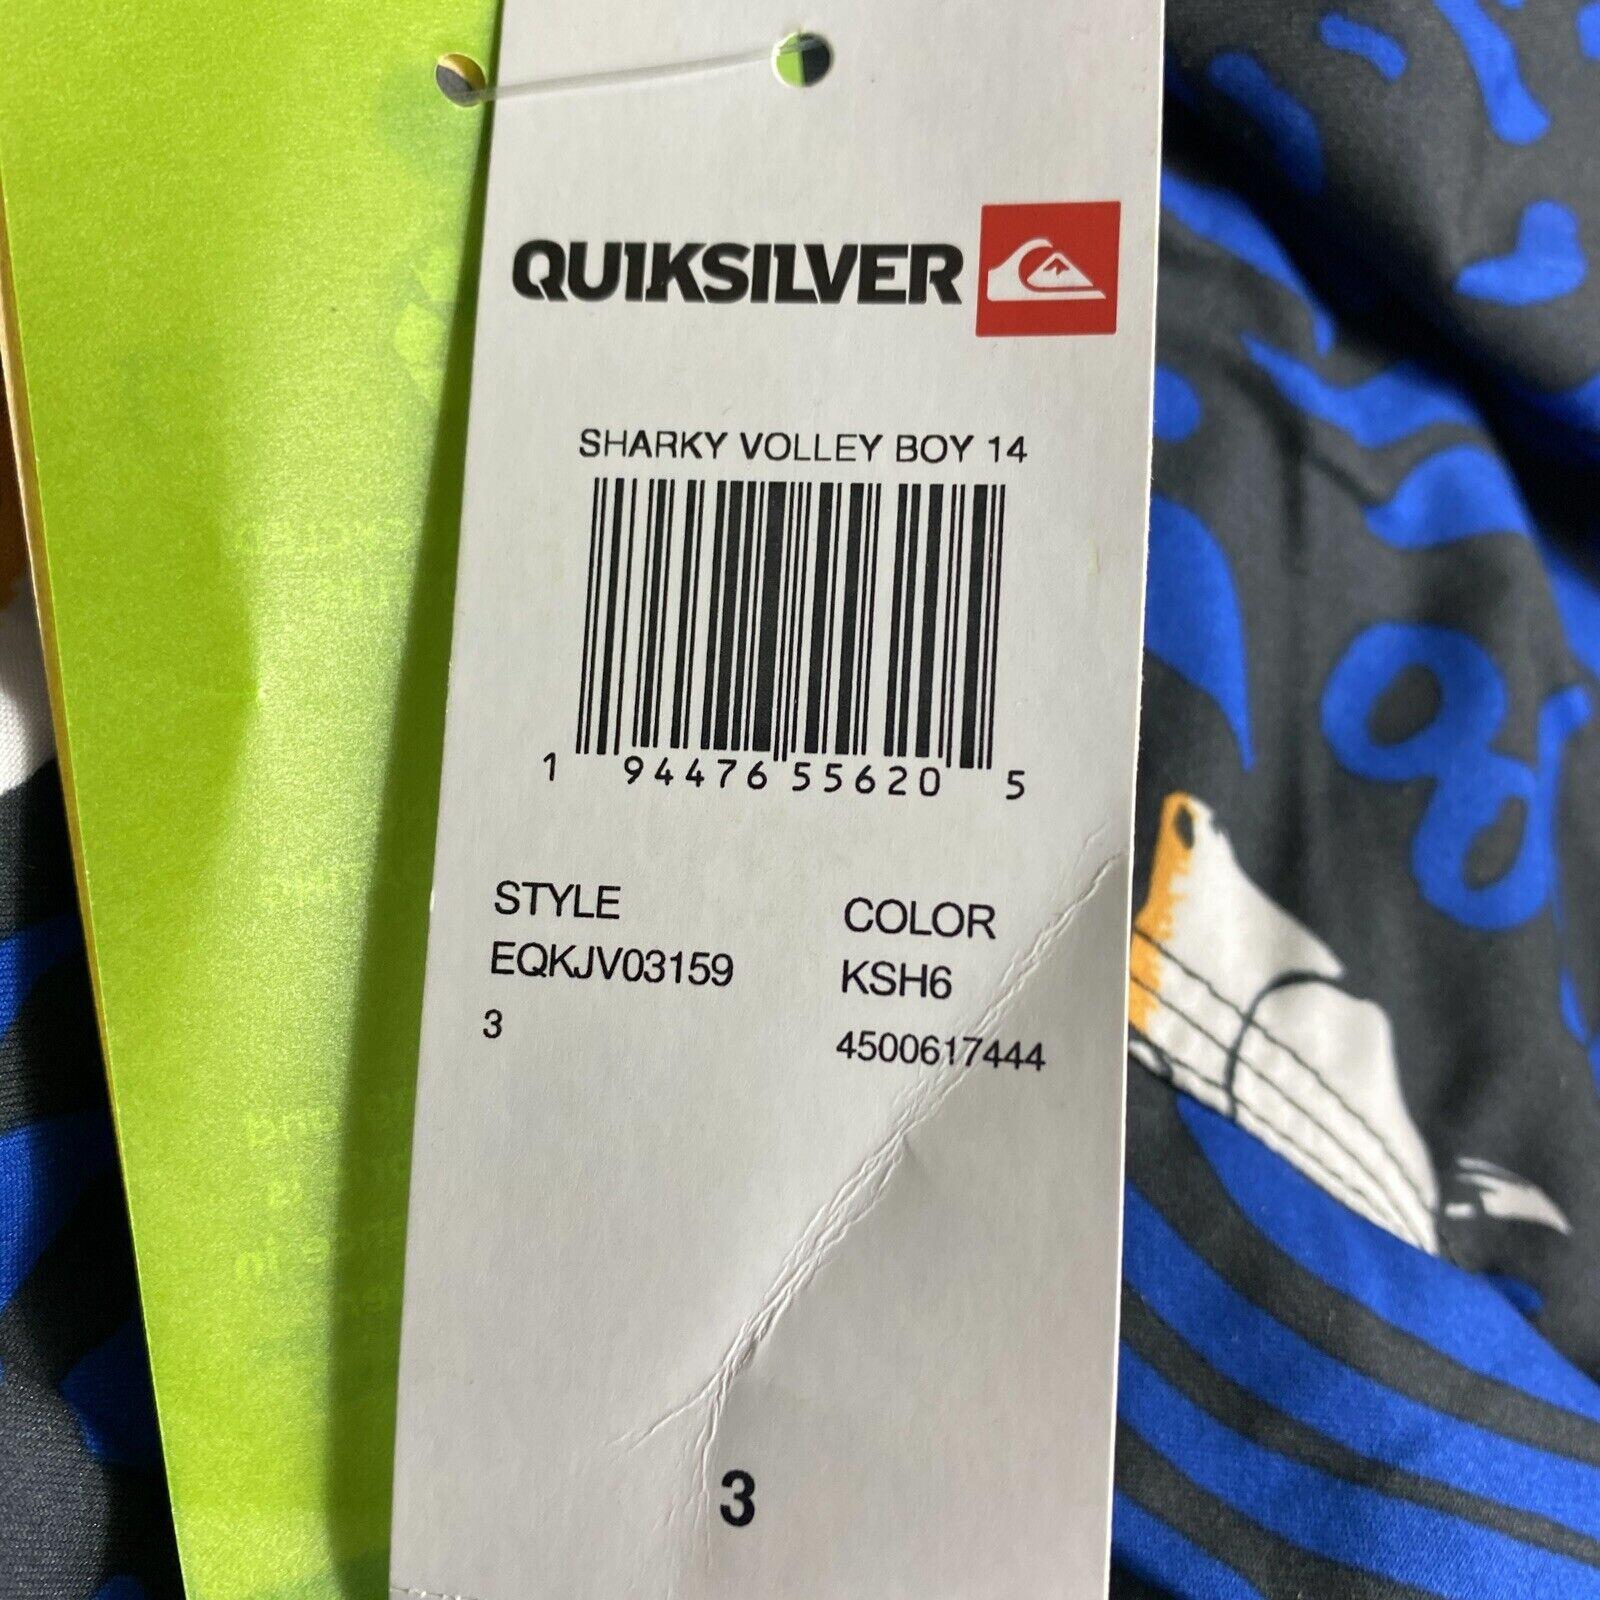 QUIKSILVER
SHARKY VOLLEY BOY 14
1 94476 55620 5
STYLE COLOR
EQKJV03159 KSH6
3 4500617444
3